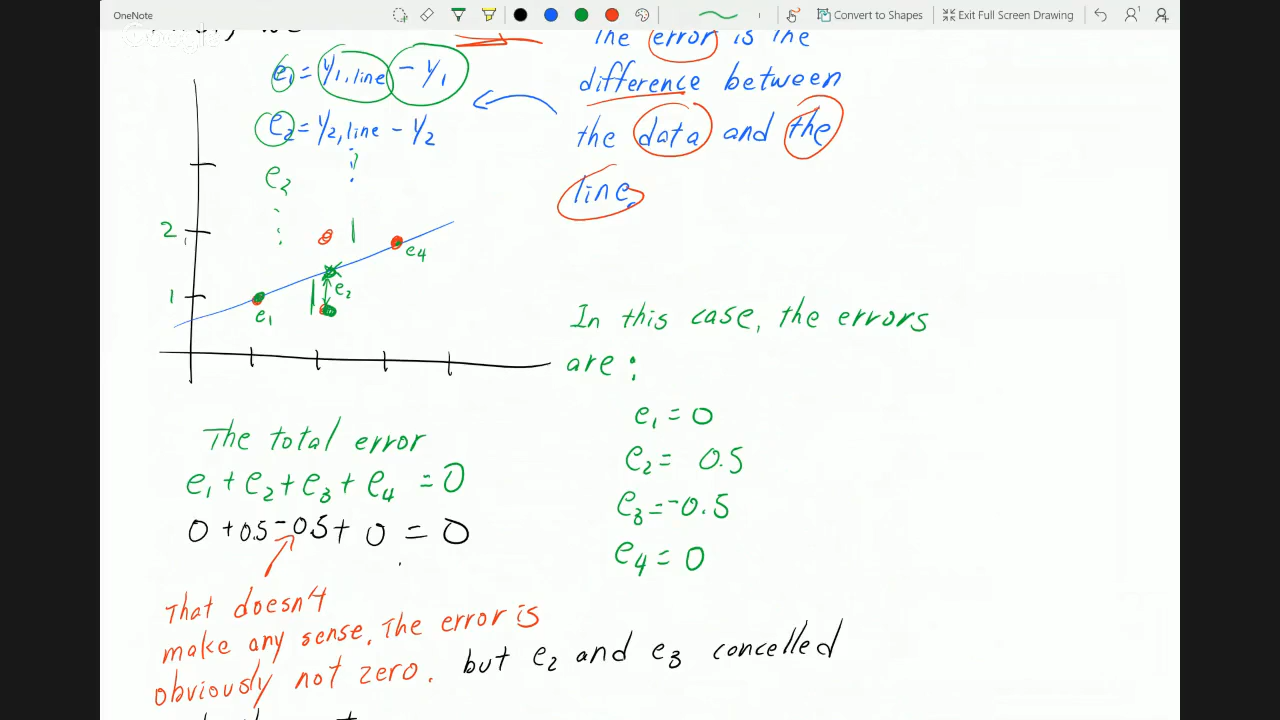 OneNote
Convert to Shapes
Exit Full Screen Drawing
Google
e1 = y1,line - y1
e2 = y2,line - y2
e2
The error is the
difference between
the data and the
line.
2
1
e1
e2
e4
In this case, the errors
are :
e1 = 0
e2 = 0.5
e3 = -0.5
e4 = 0
The total error
e1 + e2 + e3 + e4 = 0
0 + 0.5 - 0.5 + 0 = 0
That doesn't
make any sense. The error is
obviously not zero. but e2 and e3 concelled